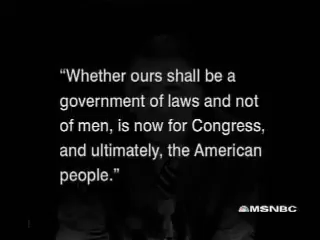 “Whether ours shall be a
government of laws and not
of men, is now for Congress,
and ultimately, the American
people.”
MSNBC